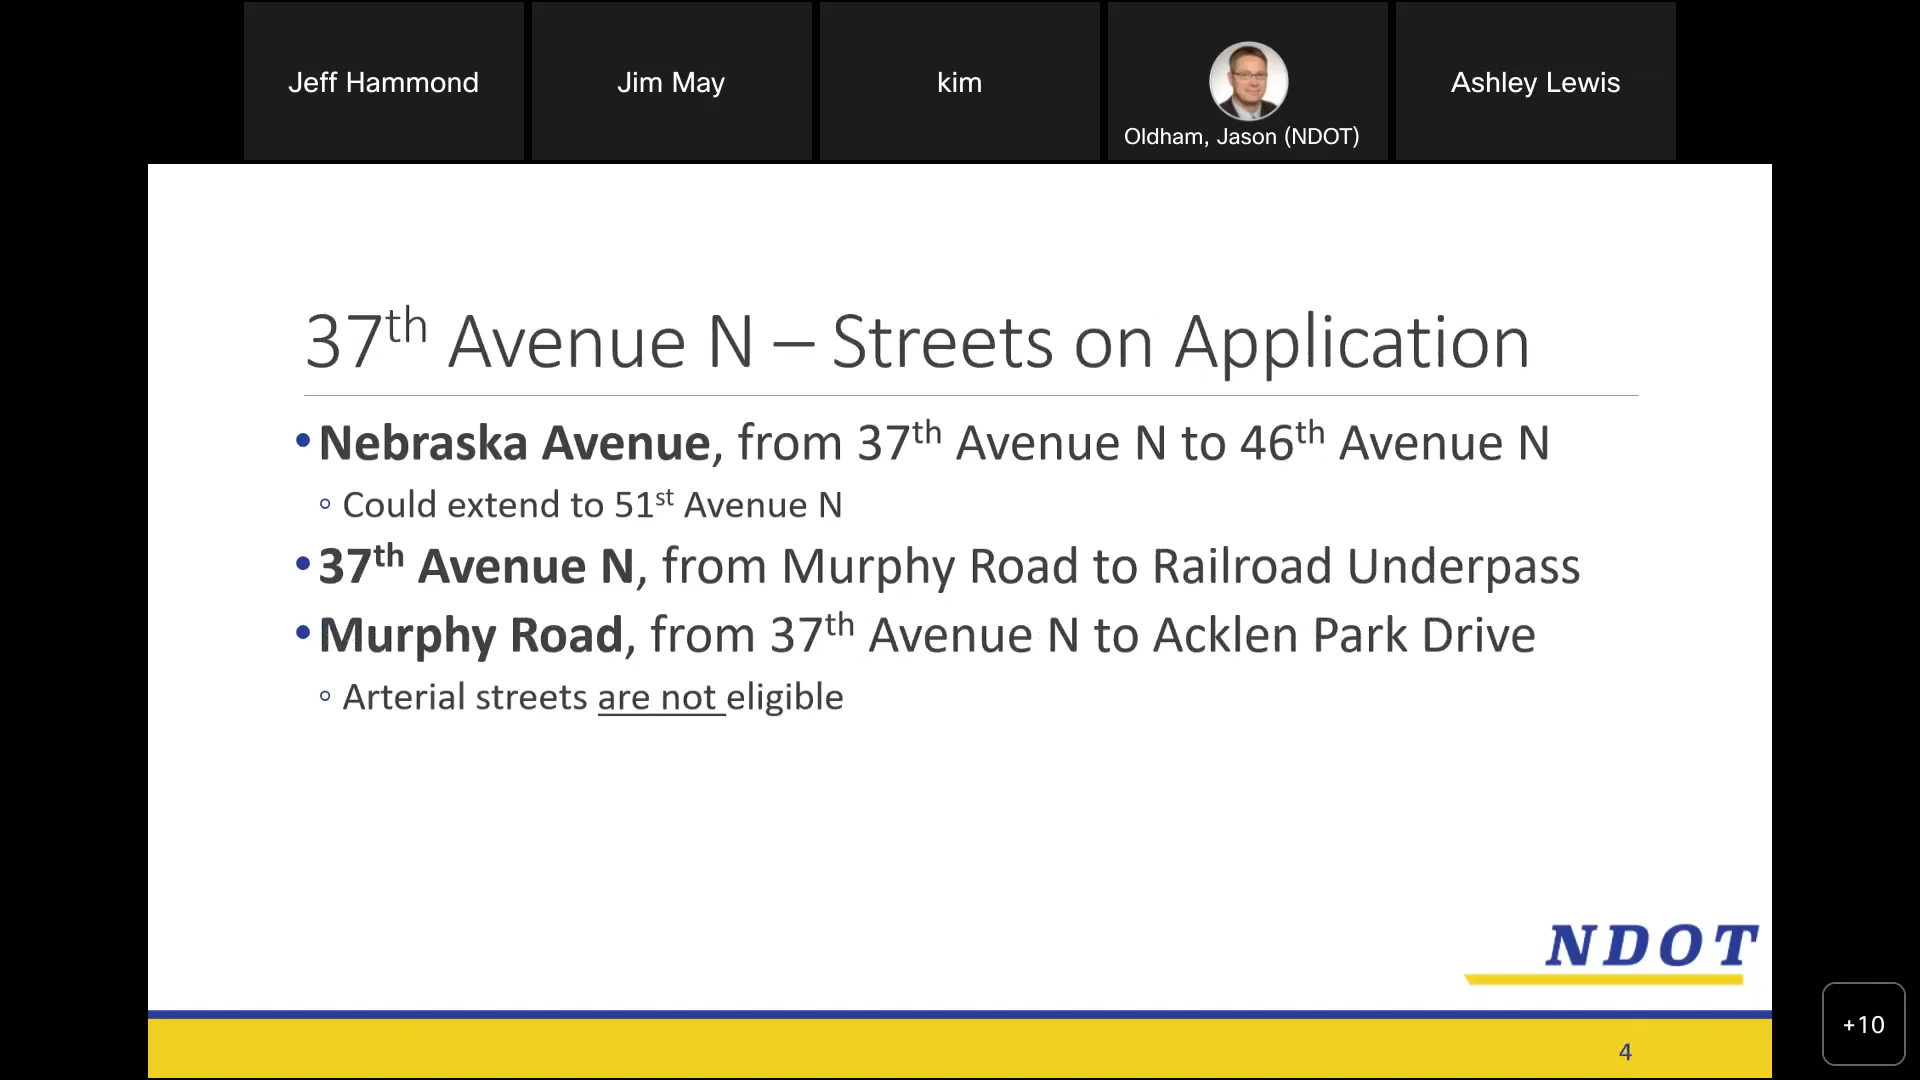 Jeff Hammond
Jim May
kim
Oldham, Jason (NDOT)
Ashley Lewis
37th Avenue N – Streets on Application
•Nebraska Avenue, from 37th Avenue N to 46th Avenue N
◦ Could extend to 51st Avenue N
•37th Avenue N, from Murphy Road to Railroad Underpass
•Murphy Road, from 37th Avenue N to Acklen Park Drive
◦ Arterial streets are not eligible
NDOT
4
+10